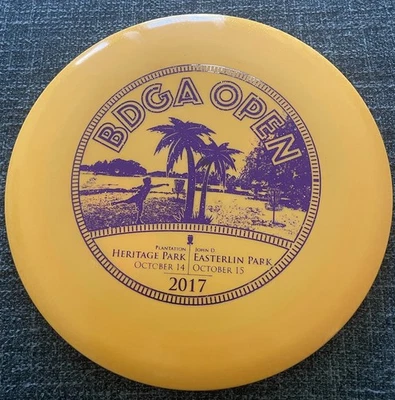 BDGA OPEN
PLANTATION
HERITAGE PARK
OCTOBER 14
JOHN D.
EASTERLIN PARK
OCTOBER 15
2017